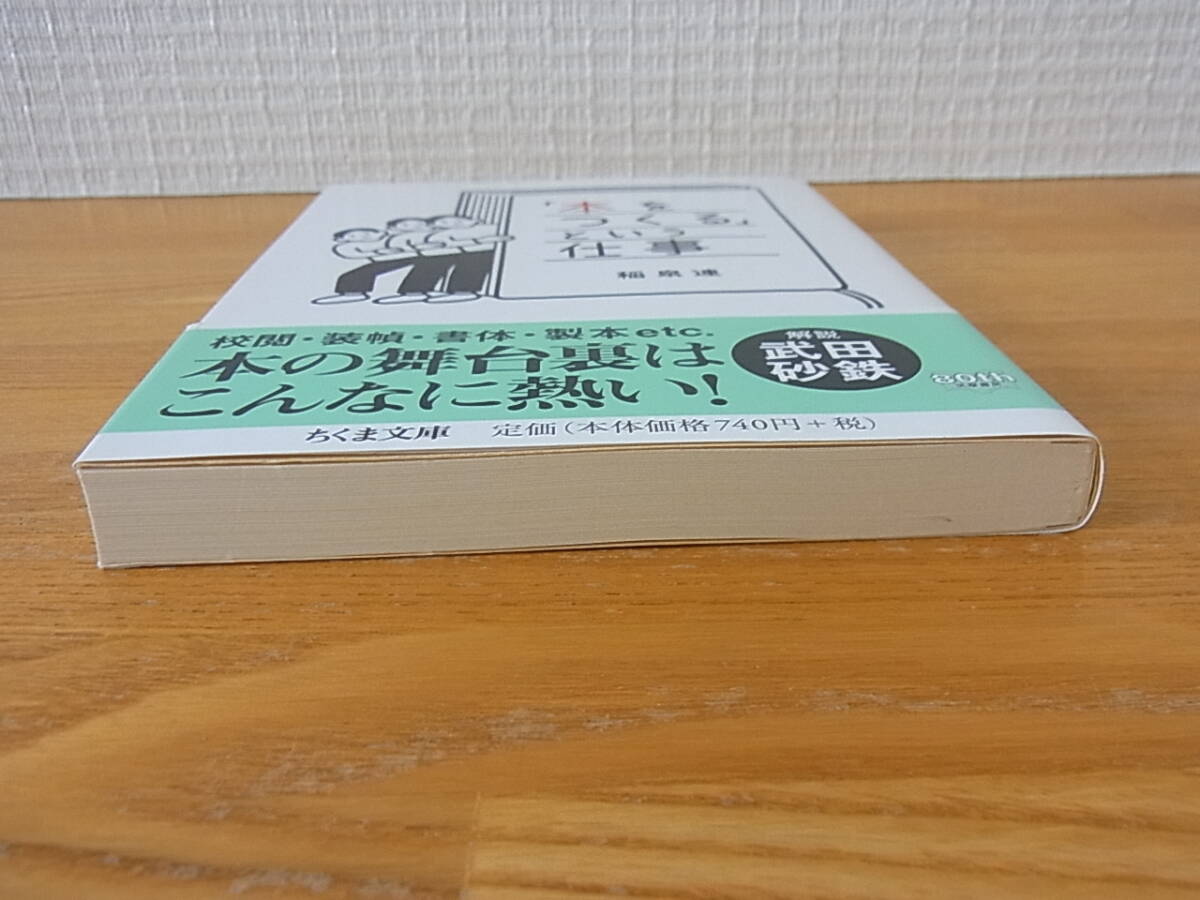 「本を
つくる」
という
仕事
稲泉連
校閲・装幀・書体・製本etc.
本の舞台裏は
こんなに熱い!
解説
武田
砂鉄
80th
ちくま文庫 定価(本体価格740円+税)